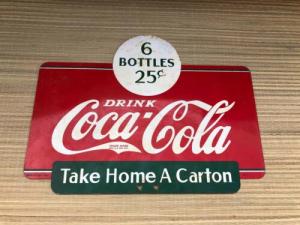 6
BOTTLES
25¢
DRINK
Coca-Cola
Take Home A Carton